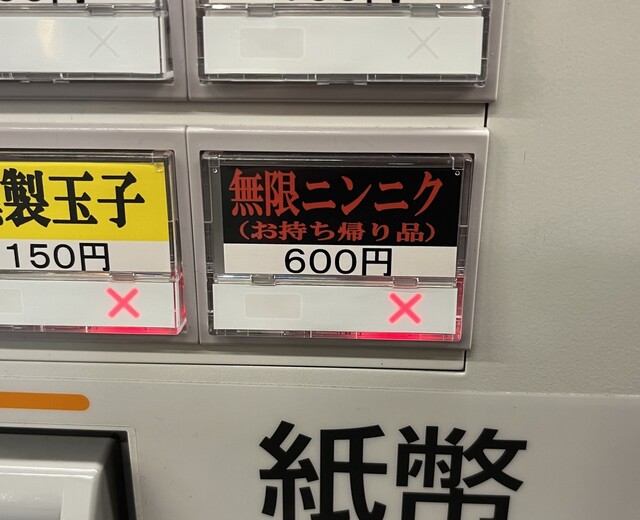 製玉子
150円
無限ニンニク
(お持ち帰り品)
600円
紙幣